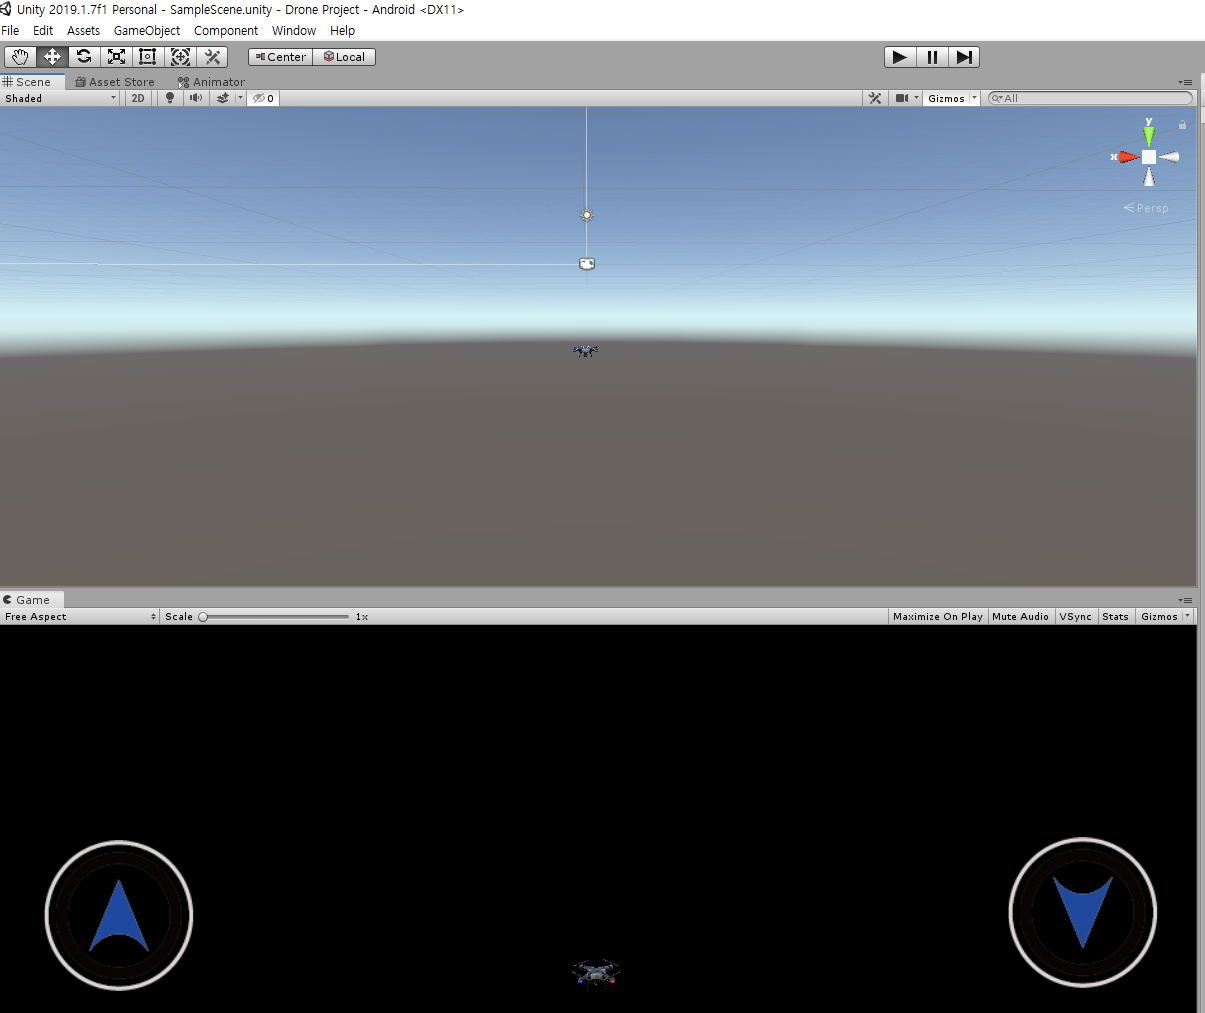 Unity 2019.1.7f1 Personal - SampleScene.unity - Drone Project - Android <DX11>
File Edit Assets GameObject Component Window Help
Center Local
Scene Asset Store Animator
Shaded 2D 0 Gizmos All
y
x
Persp
Game
Free Aspect Scale 1x Maximize On Play Mute Audio VSync Stats Gizmos